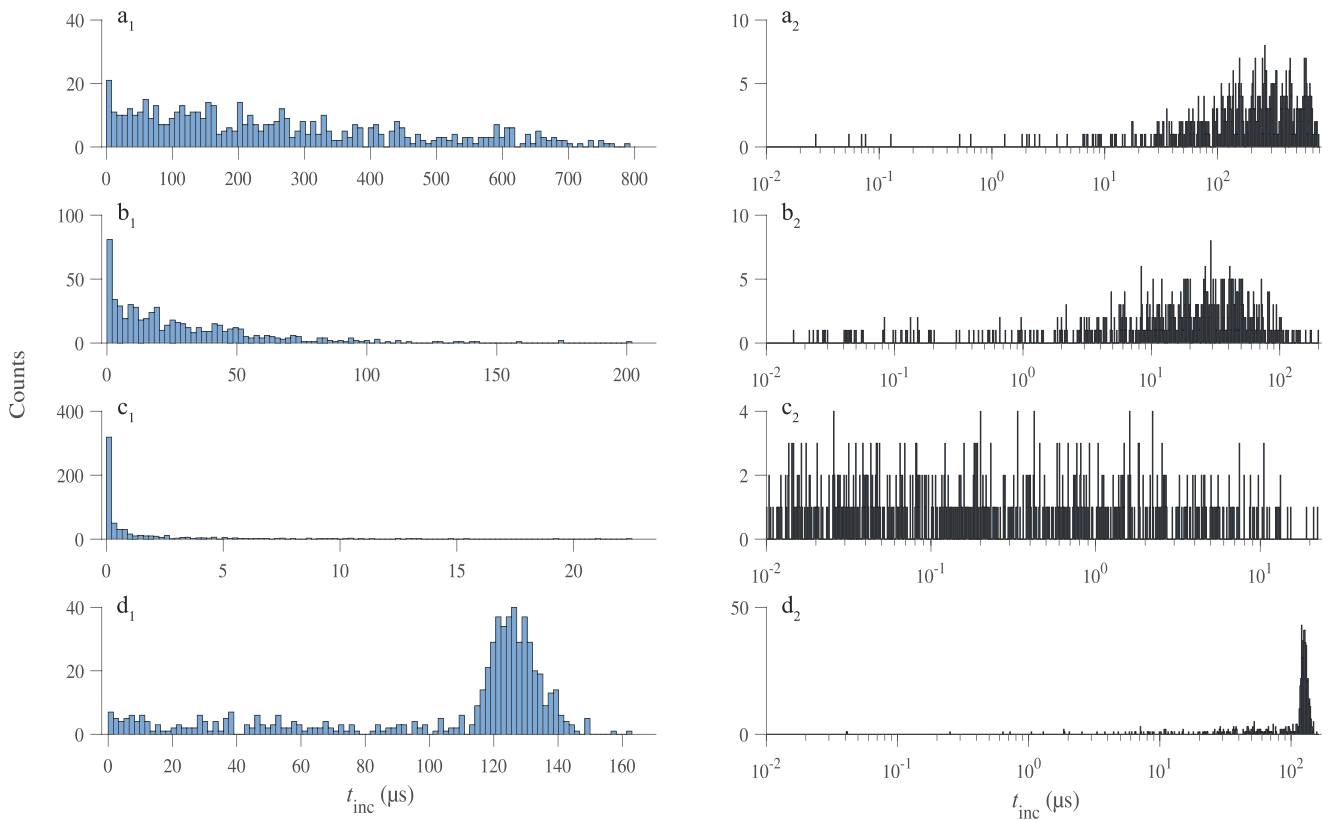 40 a1 10 a2
20 5
0 0
0 100 200 300 400 500 600 700 800 10-2 10-1 100 101 102
100 b1 10 b2
50 5
0 0
0 50 100 150 200 10-2 10-1 100 101 102
Counts
400 c1 4 c2
200 2
0 0
0 5 10 15 20 10-2 10-1 100 101
40 d1 50 d2
20
0 0
0 20 40 60 80 100 120 140 160 10-2 10-1 100 101 102
tinc (μs) tinc (μs)